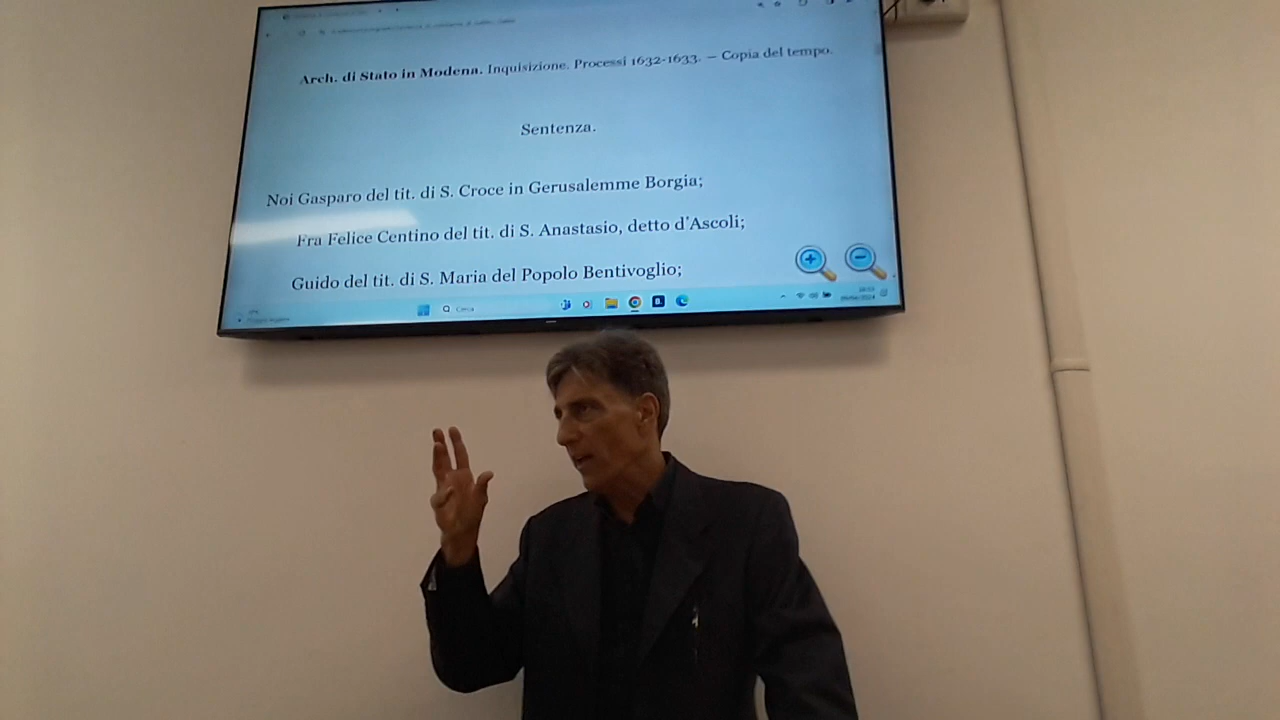 Arch. di Stato in Modena. Inquisizione. Processi 1632-1633. — Copia del tempo.
Sentenza.
Noi Gasparo del tit. di S. Croce in Gerusalemme Borgia;
Fra Felice Centino del tit. di S. Anastasio, detto d'Ascoli;
Guido del tit. di S. Maria del Popolo Bentivoglio;
Cerca